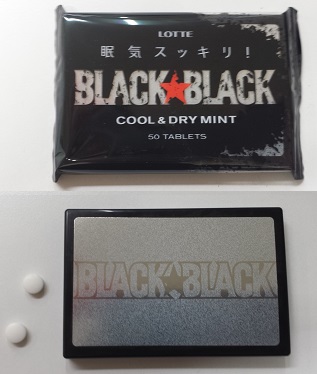 LOTTE
眠気スッキリ!
BLACK★BLACK
COOL & DRY MINT
50 TABLETS
BLACK★BLACK